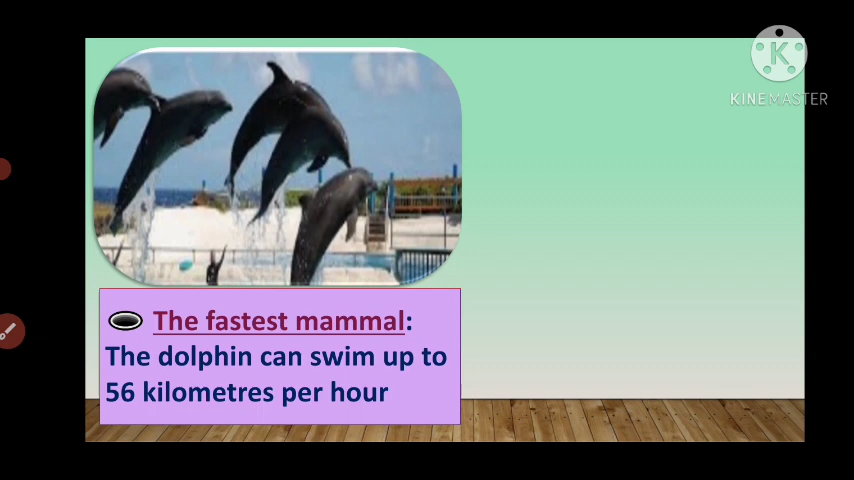 KINEMASTER
The fastest mammal:
The dolphin can swim up to
56 kilometres per hour